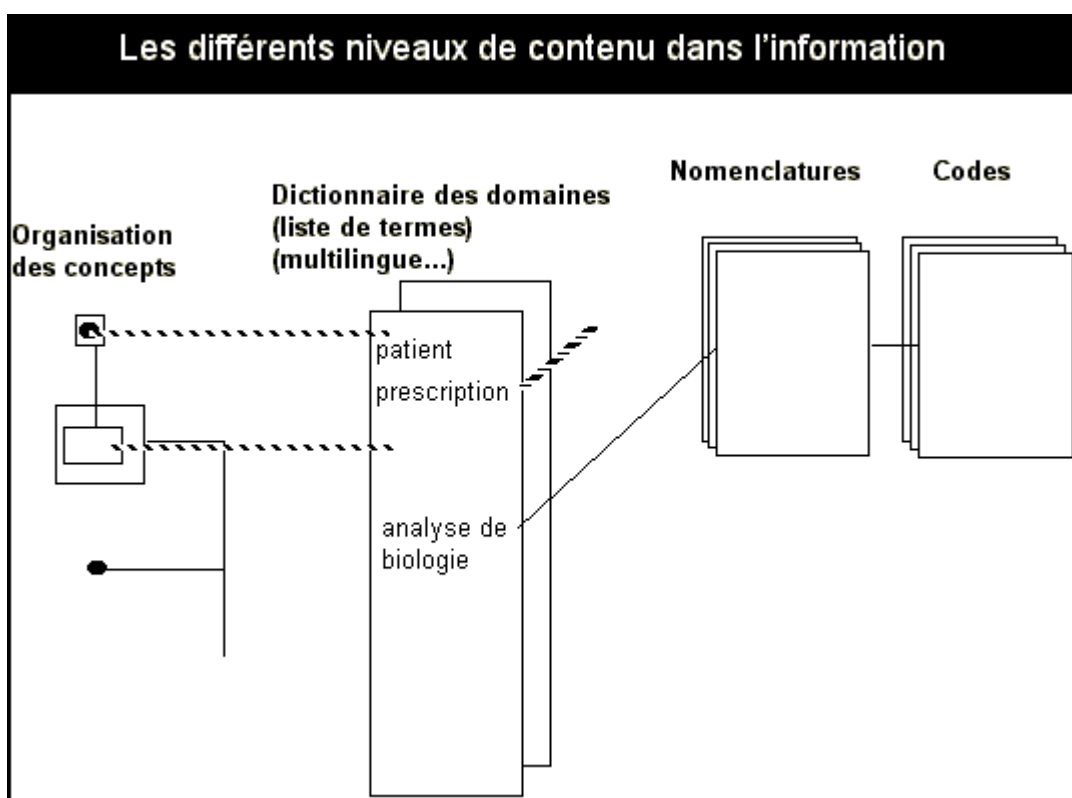 Les différents niveaux de contenu dans l'information
Nomenclatures
Codes
Dictionnaire des domaines
(liste de termes)
(multilingue...)
Organisation
des concepts
patient
prescription
analyse de
biologie